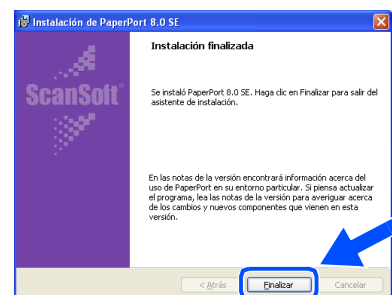 Instalación de PaperPort 8.0 SE
Instalación finalizada
ScanSoft®
Se instaló PaperPort 8.0 SE. Haga clic en Finalizar para salir del
asistente de instalación.
En las notas de la versión encontrará información acerca del
uso de PaperPort en su entorno particular. Si piensa actualizar
el programa, lea las notas de la versión para averiguar acerca
de los cambios y nuevos componentes que vienen en esta
versión.
< Atrás
Finalizar
Cancelar